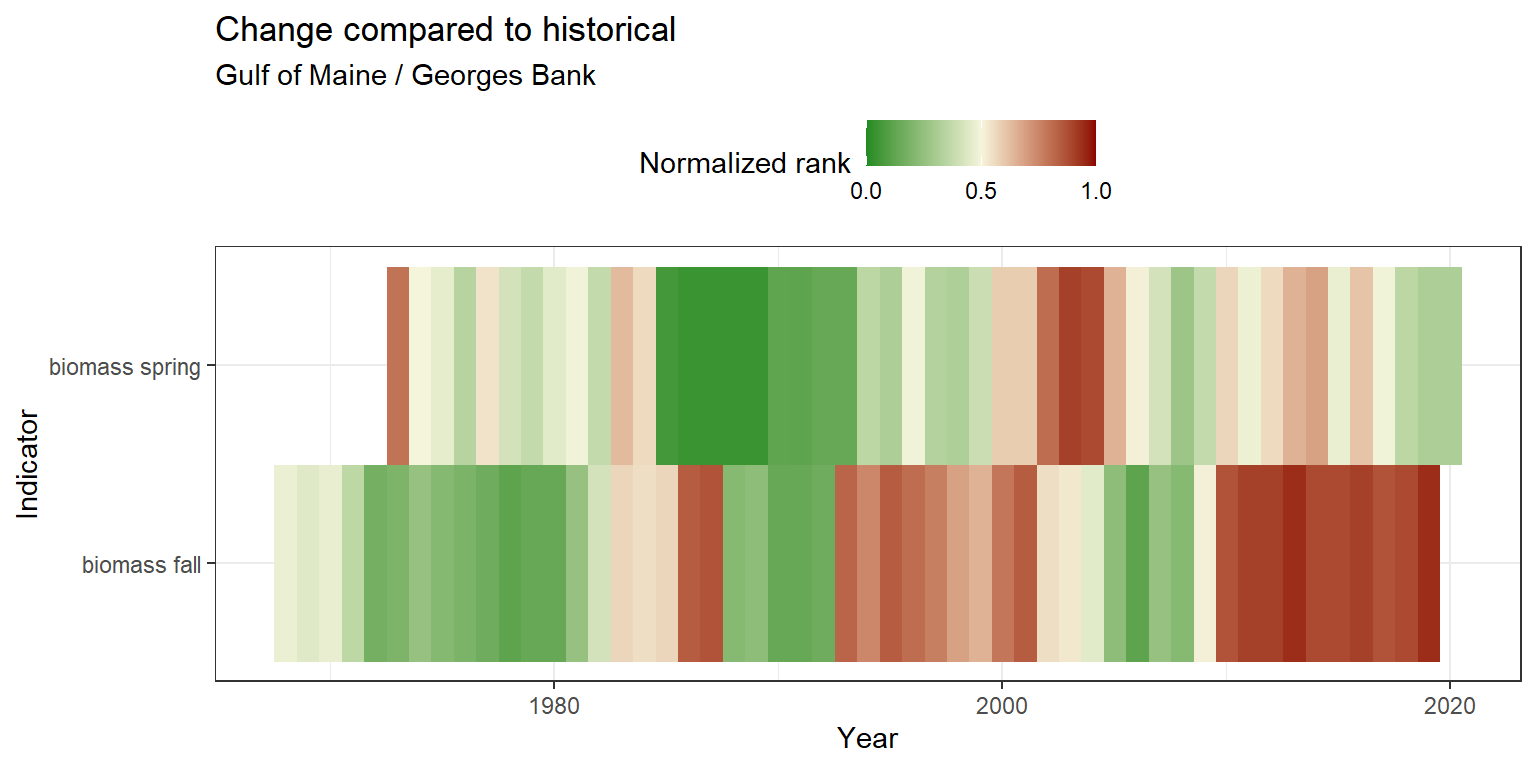 Change compared to historical
Gulf of Maine / Georges Bank
Normalized rank
0.0 0.5 1.0
biomass spring
biomass fall
Indicator
1980 2000 2020
Year